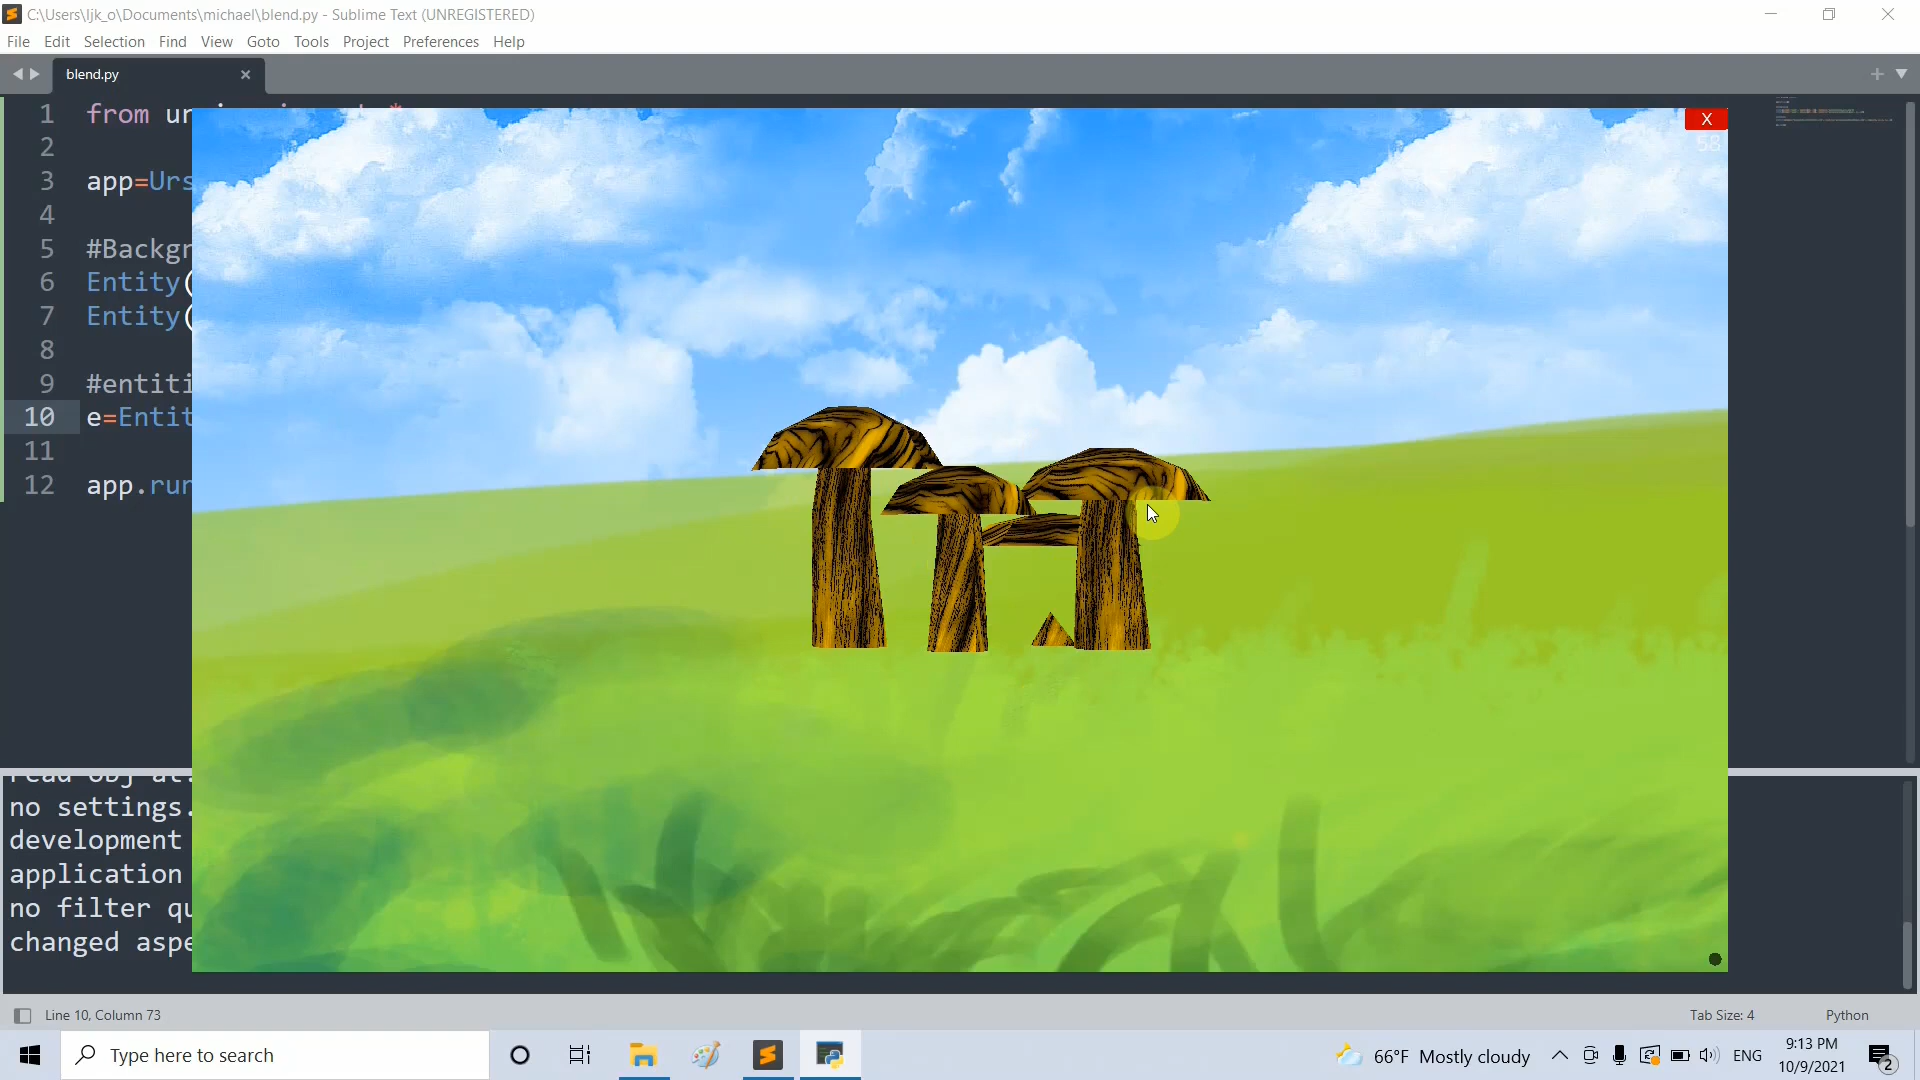 C:\Users\ljk_o\Documents\michael\blend.py - Sublime Text (UNREGISTERED)
File Edit Selection Find View Goto Tools Project Preferences Help
blend.py
1 from ur *
2
3 app=Urs
4
5 #Backgr
6 Entity(
7 Entity(
8
9 #entiti
10 e=Entit
11
12 app.run
X
58
no settings.
development
application
no filter qu
changed aspe
Line 10, Column 73
Tab Size: 4
Python
Type here to search
66°F Mostly cloudy
ENG
9:13 PM
10/9/2021
2